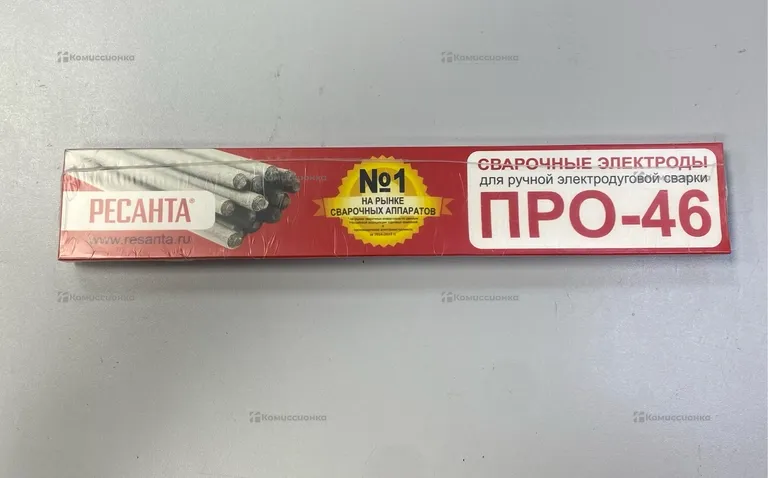 Комиссионка
Комиссионка
СВАРОЧНЫЕ ЭЛЕКТРОДЫ
для ручной электродуговой сварки
ПРО-46
№1
НА РЫНКЕ
СВАРОЧНЫХ АППАРАТОВ
РЕСАНТА®
www.resanta.ru
Комиссионка
Комиссионка
Комиссионка
Комиссионка